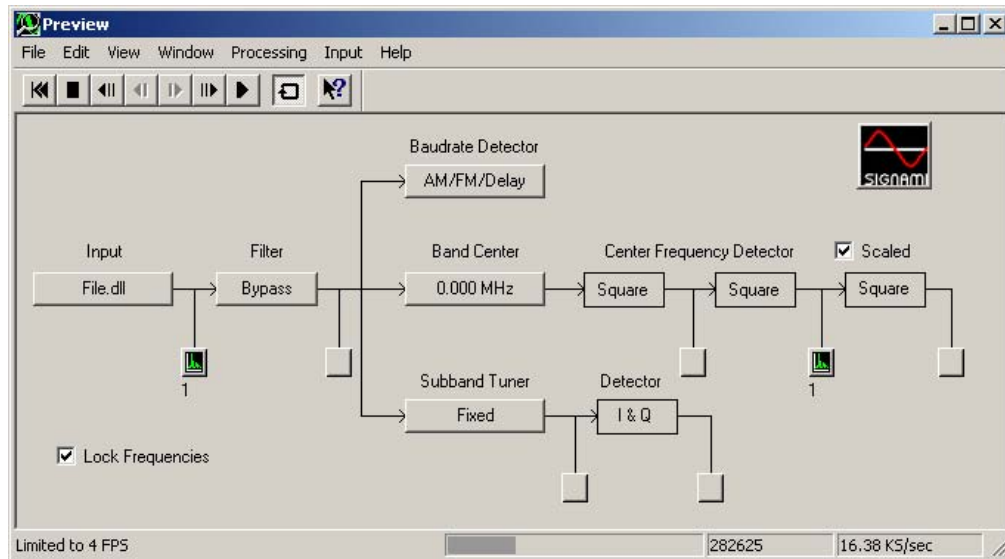 Preview
File Edit View Window Processing Input Help
Baudrate Detector
AM/FM/Delay
SIGNAMI
Input
Filter
Band Center
Center Frequency Detector
Scaled
File.dll
Bypass
0.000 MHz
Square
Square
Square
1
1
Subband Tuner
Detector
Fixed
I & Q
Lock Frequencies
Limited to 4 FPS
282625
16.38 KS/sec